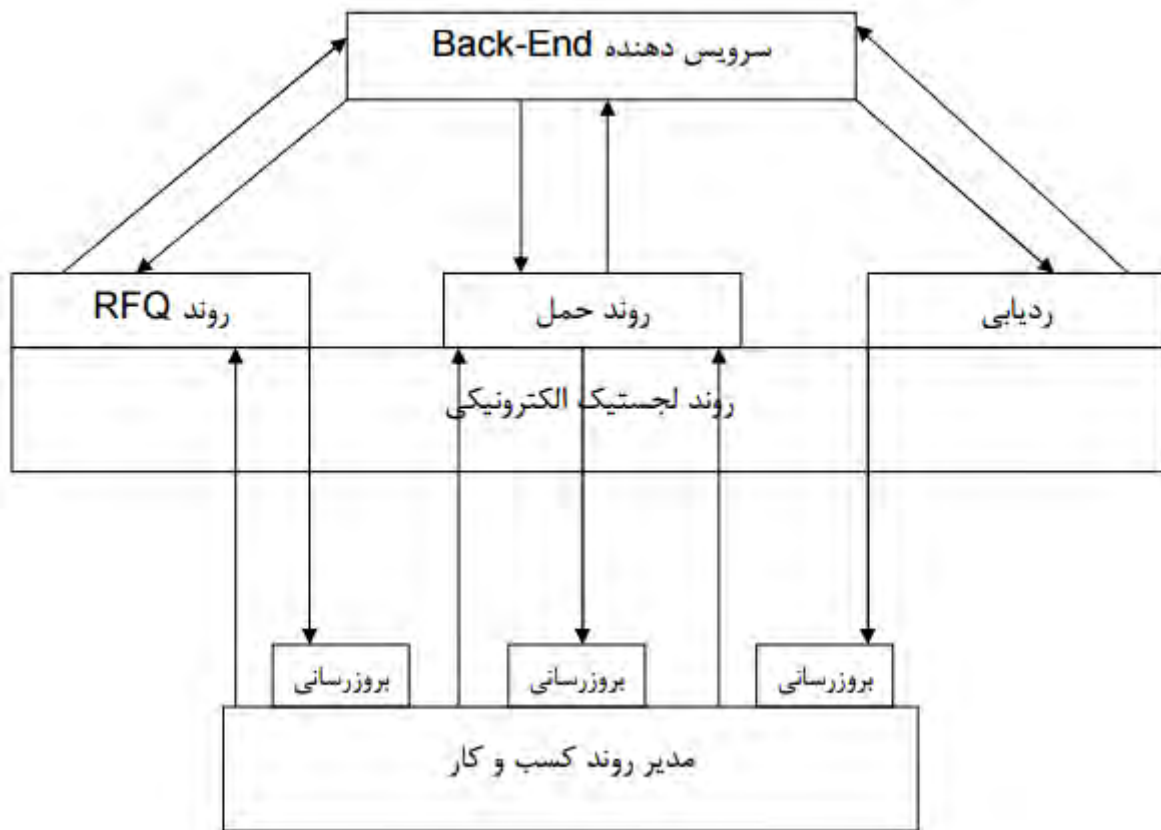 سرویس دهنده Back-End
ردیابی
روند حمل
روند RFQ
روند لجستیک الکترونیکی
بروزرسانی
بروزرسانی
بروزرسانی
مدیر روند کسب و کار